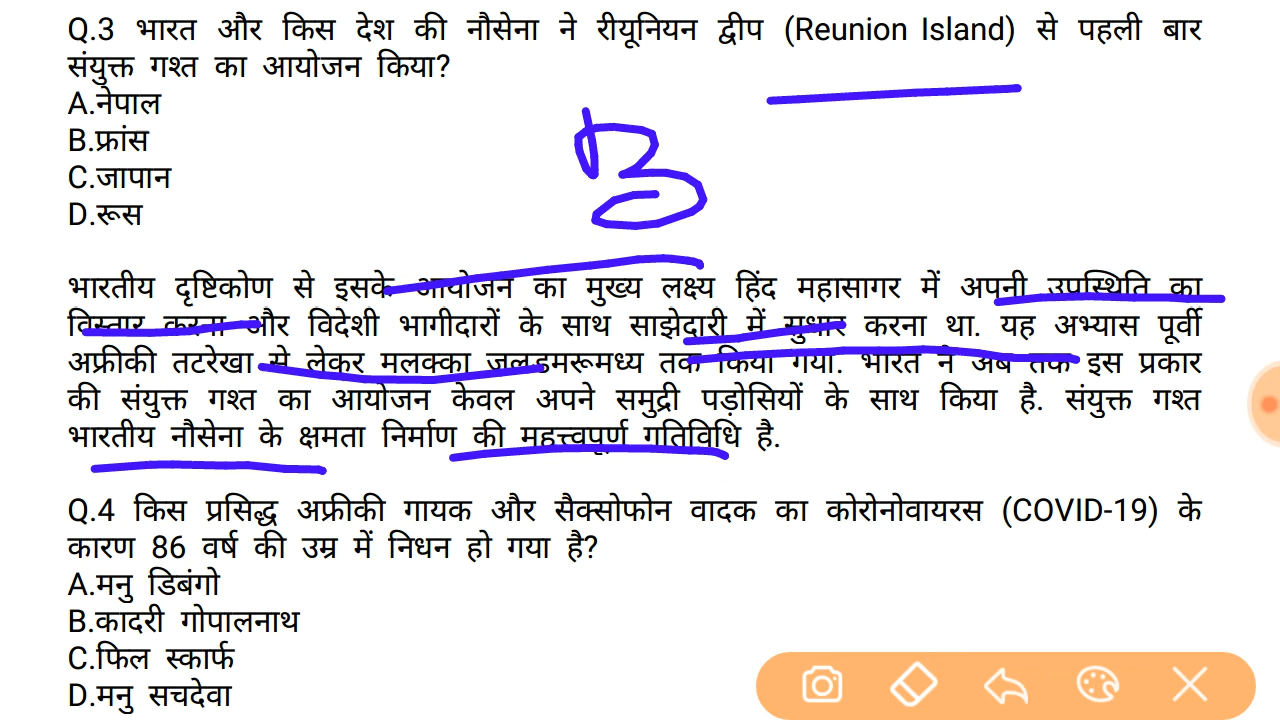 Q.3 भारत और किस देश की नौसेना ने रीयूनियन द्वीप (Reunion Island) से पहली बार
संयुक्त गश्त का आयोजन किया?
A.नेपाल
B.फ्रांस
C.जापान
D.रूस
B
भारतीय दृष्टिकोण से इसके आयोजन का मुख्य लक्ष्य हिंद महासागर में अपनी उपस्थिति का
विस्तार करना और विदेशी भागीदारों के साथ साझेदारी में सुधार करना था. यह अभ्यास पूर्वी
अफ्रीकी तटरेखा से लेकर मलक्का जलडमरूमध्य तक किया गया. भारत ने अब तक इस प्रकार
की संयुक्त गश्त का आयोजन केवल अपने समुद्री पड़ोसियों के साथ किया है. संयुक्त गश्त
भारतीय नौसेना के क्षमता निर्माण की महत्त्वपूर्ण गतिविधि है.
Q.4 किस प्रसिद्ध अफ्रीकी गायक और सैक्सोफोन वादक का कोरोनोवायरस (COVID-19) के
कारण 86 वर्ष की उम्र में निधन हो गया है?
A.मनु डिबंगो
B.कादरी गोपालनाथ
C.फिल स्कार्फ
D.मनु सचदेवा